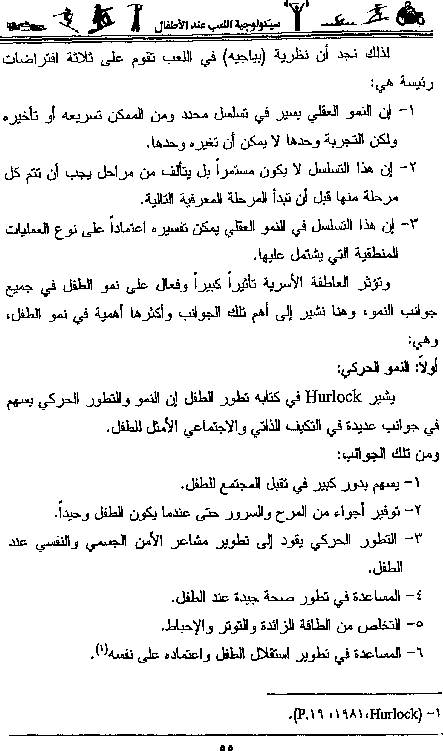 سيكولوجية اللعب عند الأطفال
لذلك نجد أن نظرية (بياجيه) في اللعب تقوم على ثلاثة افتراضات
رئيسة هي:
١- إن النمو العقلي يسير في تسلسل محدد ومن الممكن تسريعه أو تأخيره
ولكن التجربة وحدها لا يمكن أن تغيره وحدها.
٢- إن هذا التسلسل لا يكون مستمراً بل يتألف من مراحل يجب أن تتم كل
مرحلة منها قبل أن تبدأ المرحلة المعرفية التالية.
٣- إن هذا التسلسل في النمو العقلي يمكن تفسيره اعتماداً على نوع العمليات
المنطقية التي يشتمل عليها.
وتؤثر العاطفة الأسرية تأثيراً كبيراً وفعال على نمو الطفل في جميع
جوانب النمو، وهنا نشير إلى أهم تلك الجوانب وأكثرها أهمية في نمو الطفل،
وهي:
أولاً: النمو الحركي:
يشير Hurlock في كتابه تطور الطفل إن النمو والتطور الحركي يسهم
في جوانب عديدة في التكيف الذاتي والاجتماعي الأمثل للطفل.
ومن تلك الجوانب:
١- يسهم بدور كبير في تقبل المجتمع للطفل.
٢- توفير أجواء من المرح والسرور حتى عندما يكون الطفل وحيداً.
٣- التطور الحركي يقود إلى تطوير مشاعر الأمن الجسمي والنفسي عند
الطفل.
٤- المساعدة في تطور صحة جيدة عند الطفل.
٥- التخلص من الطاقة الزائدة والتوتر والإحباط.
٦- المساعدة في تطوير استقلال الطفل واعتماده على نفسه(١).
١- (Hurlock، ١٩٨١، P.١٩).
٥٥